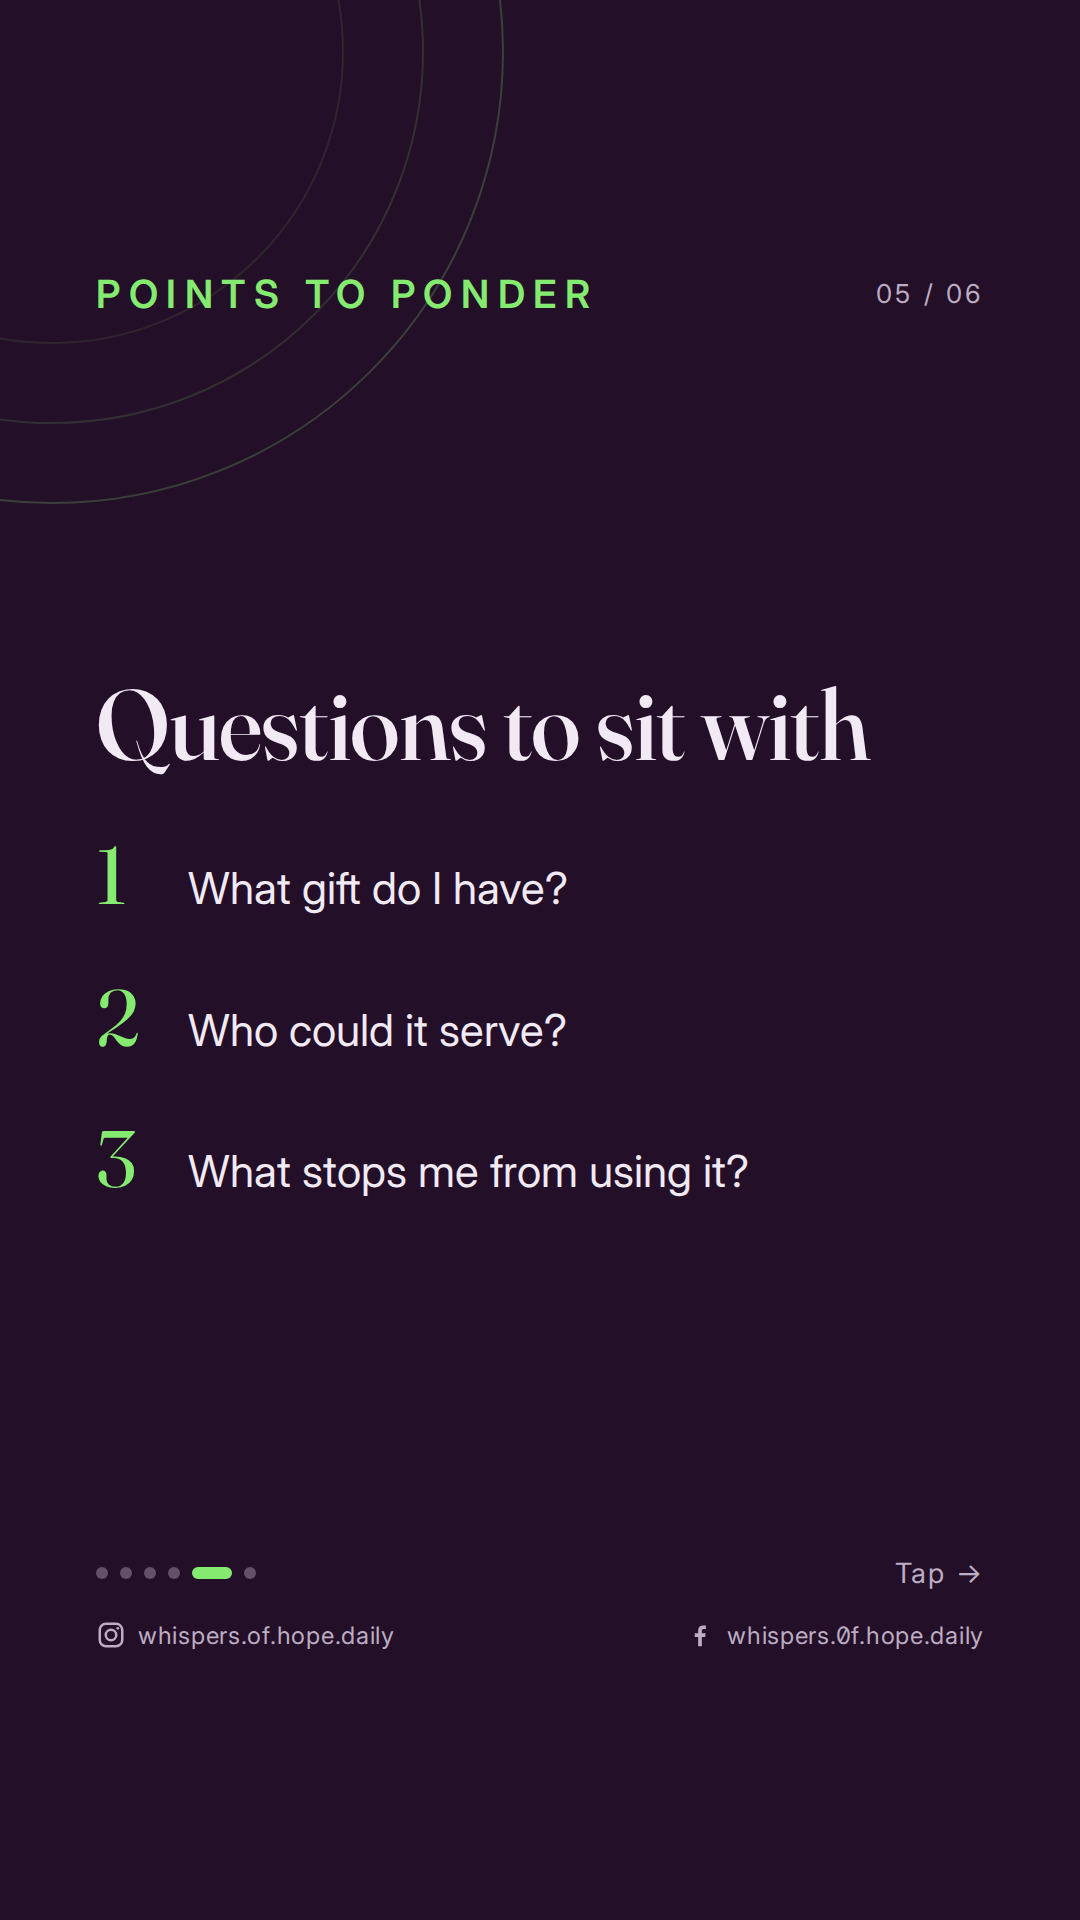 POINTS TO PONDER
05 / 06
Questions to sit with
1 What gift do I have?
2 Who could it serve?
3 What stops me from using it?
Tap →
whispers.of.hope.daily
whispers.0f.hope.daily